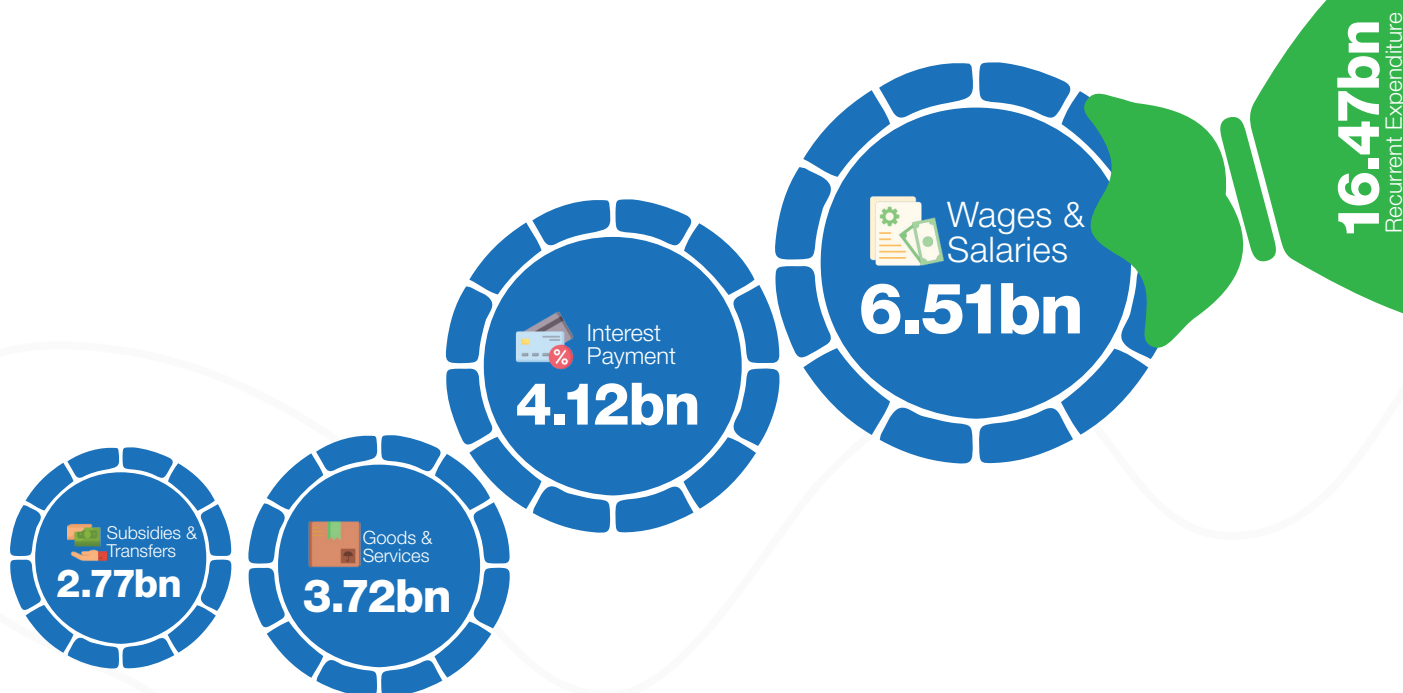 16.47bn
Recurrent Expenditure
Wages &
Salaries
6.51bn
Interest
Payment
4.12bn
%
Subsidies &
Transfers
2.77bn
Goods &
Services
3.72bn